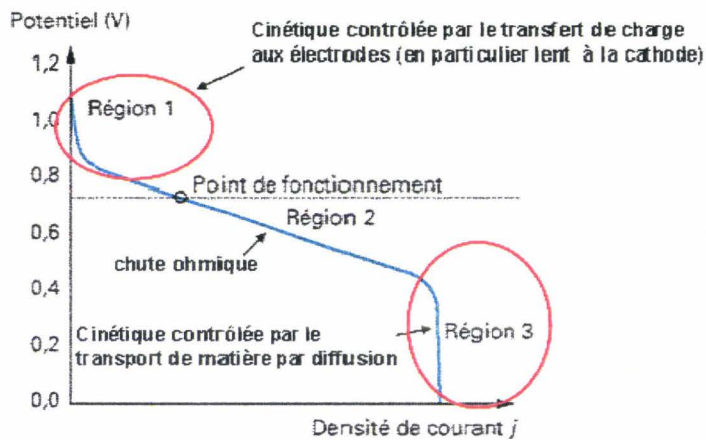 Potentiel (V)
Cinétique contrôlée par le transfert de charge
aux électrodes (en particulier lent à la cathode)
1,2
Région 1
1,0
0,8
Point de fonctionnement
Région 2
0,6
chute ohmique
0,4
Cinétique contrôlée par le
transport de matière par diffusion
Région 3
0,2
0,0
Densité de courant j